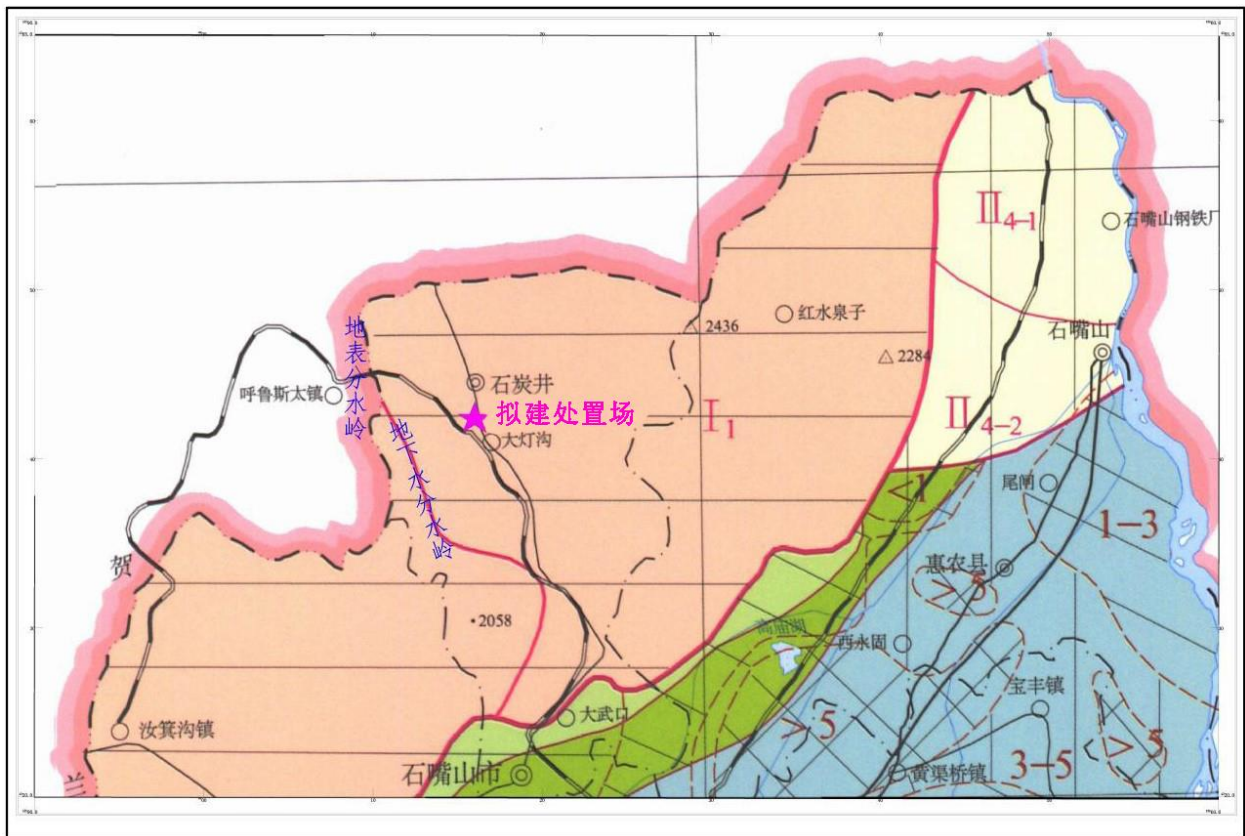 II₄₋₁
石嘴山钢铁厂
红水泉子
2436
石嘴山
2284
地表分水岭
呼鲁斯太镇
石炭井
拟建处置场
I₁
II₄₋₂
大灯沟
地下水分水岭
<1
尾闸
1-3
贺
惠农县
>5
2058
高庙湖
西永固
宝丰镇
大武口
汝箕沟镇
>5
>5
石嘴山市
黄渠桥镇
3-5
兰